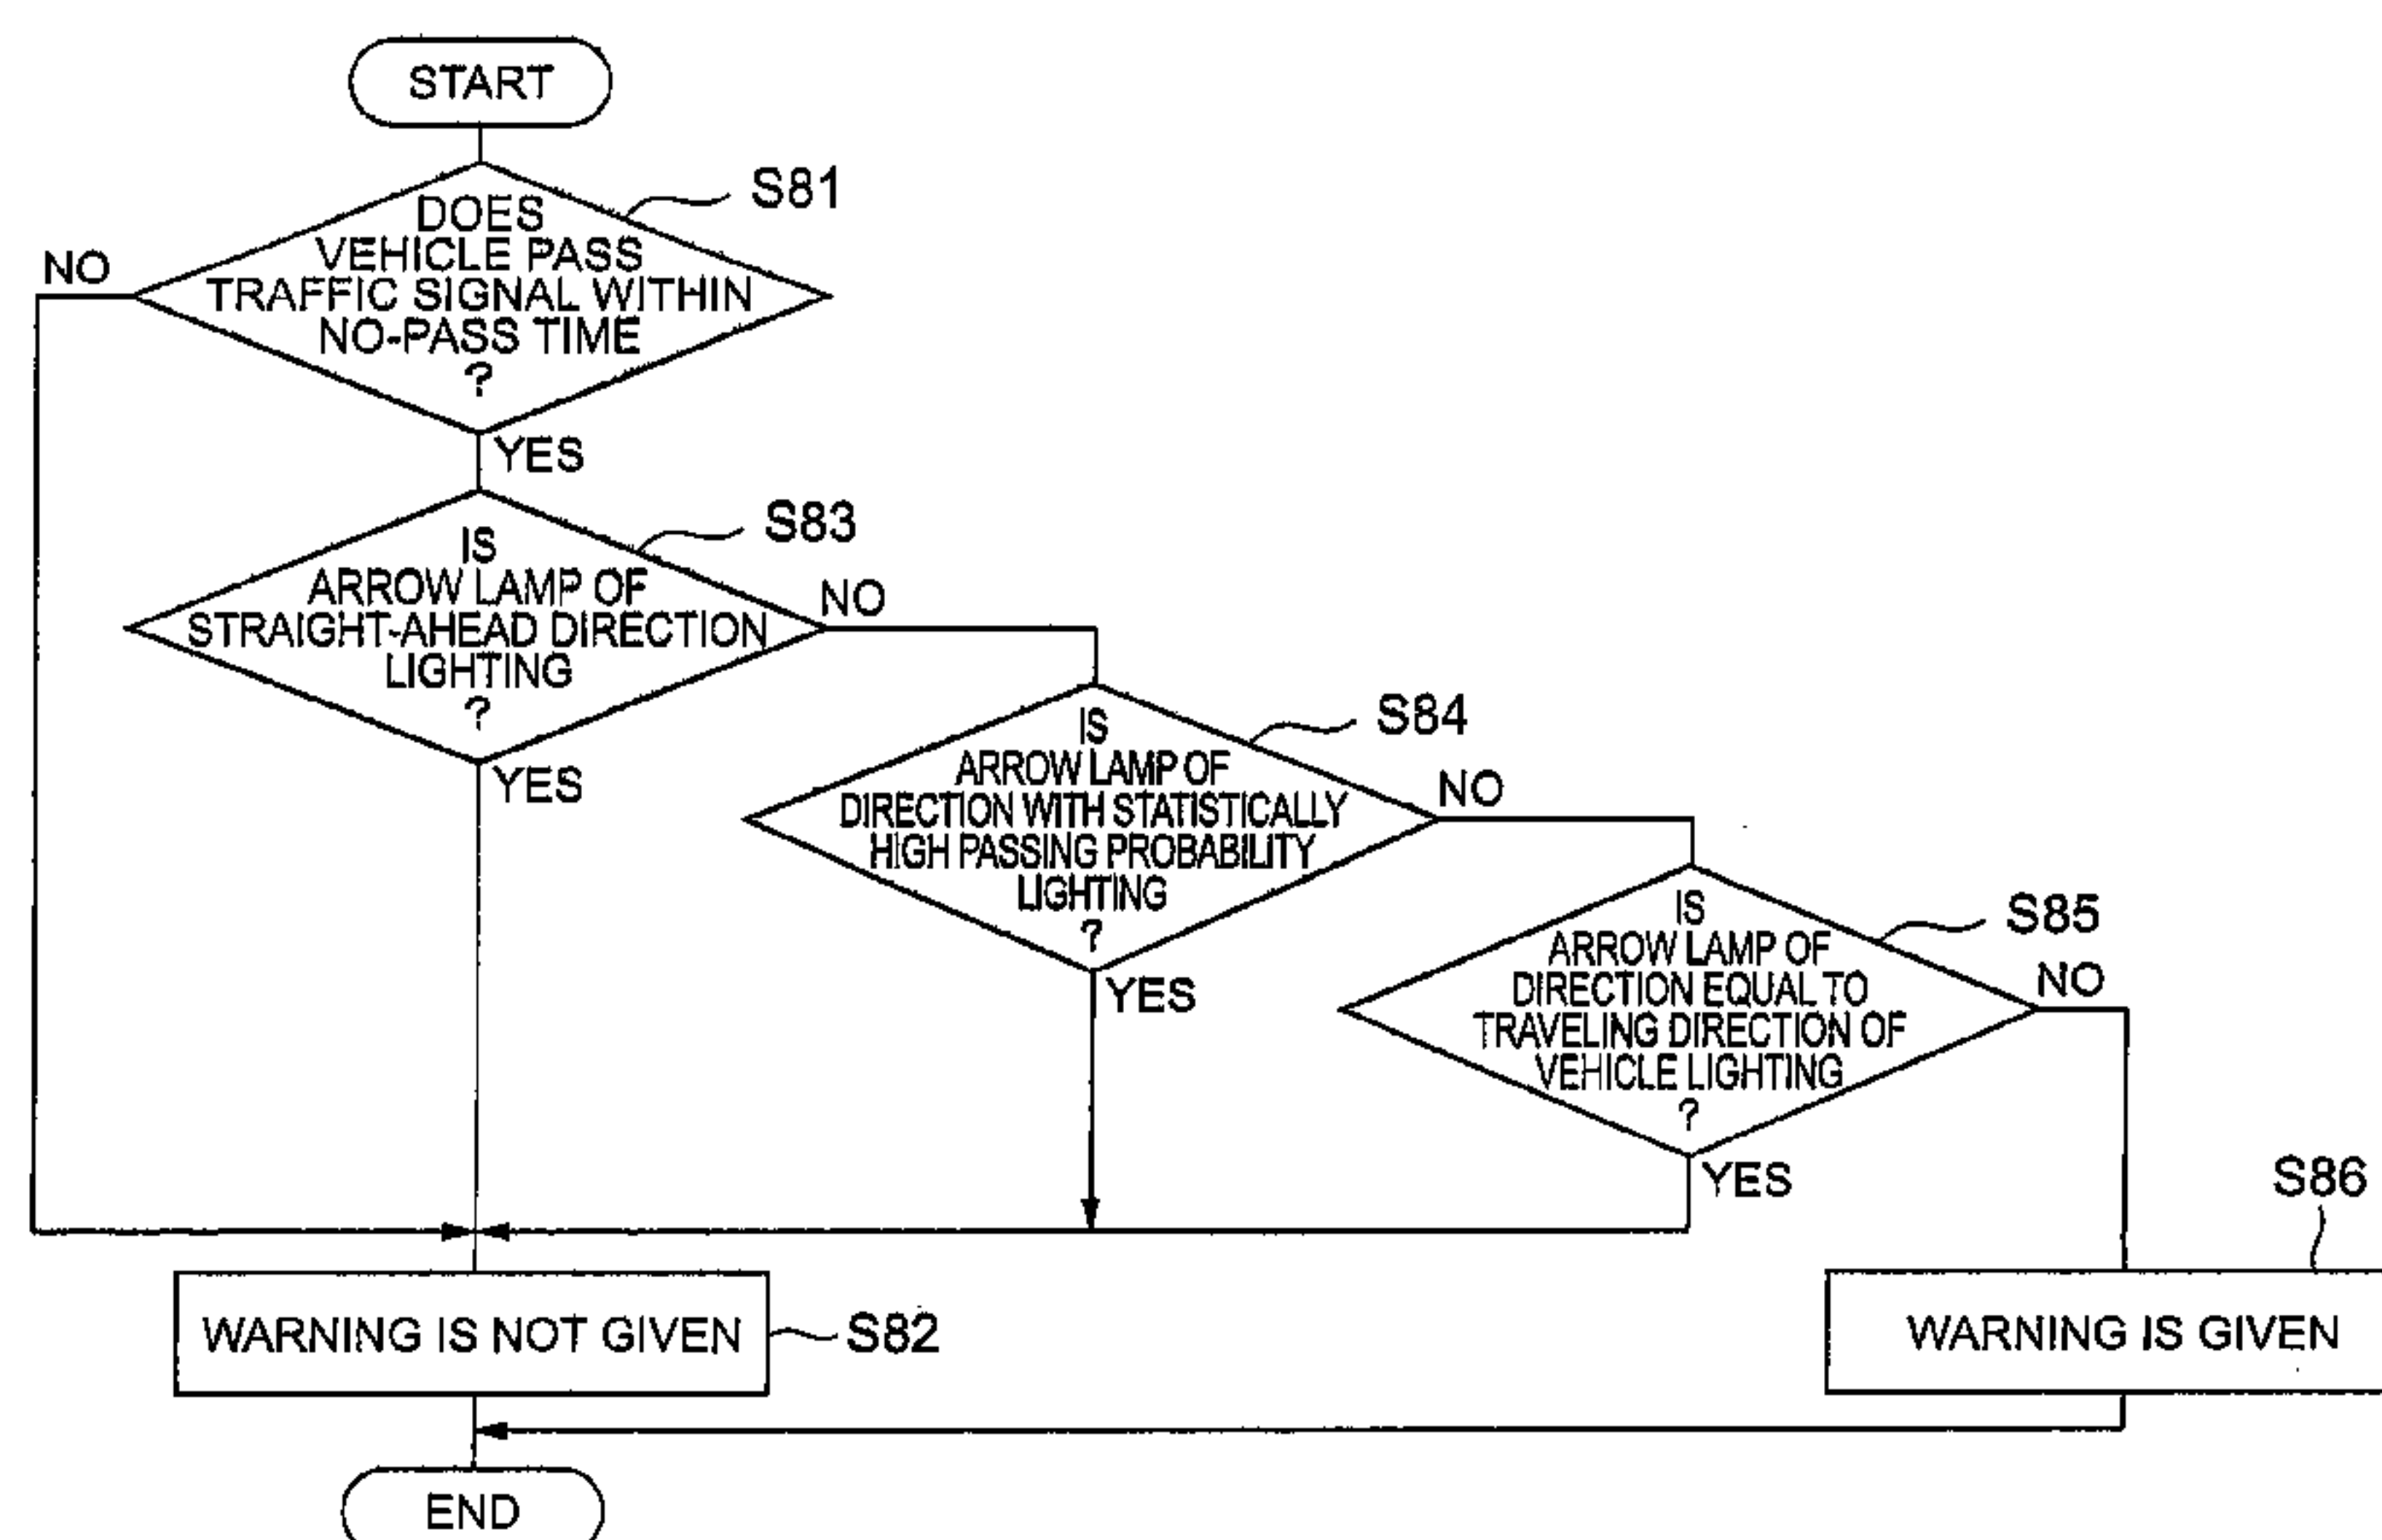 START
S81
DOES
VEHICLE PASS
TRAFFIC SIGNAL WITHIN
NO-PASS TIME
?
NO
YES
S83
IS
ARROW LAMP OF
STRAIGHT-AHEAD DIRECTION
LIGHTING
?
NO
YES
S84
IS
ARROW LAMP OF
DIRECTION WITH STATISTICALLY
HIGH PASSING PROBABILITY
LIGHTING
?
NO
YES
S85
IS
ARROW LAMP OF
DIRECTION EQUAL TO
TRAVELING DIRECTION OF
VEHICLE LIGHTING
?
NO
YES
S86
WARNING IS NOT GIVEN
S82
WARNING IS GIVEN
END